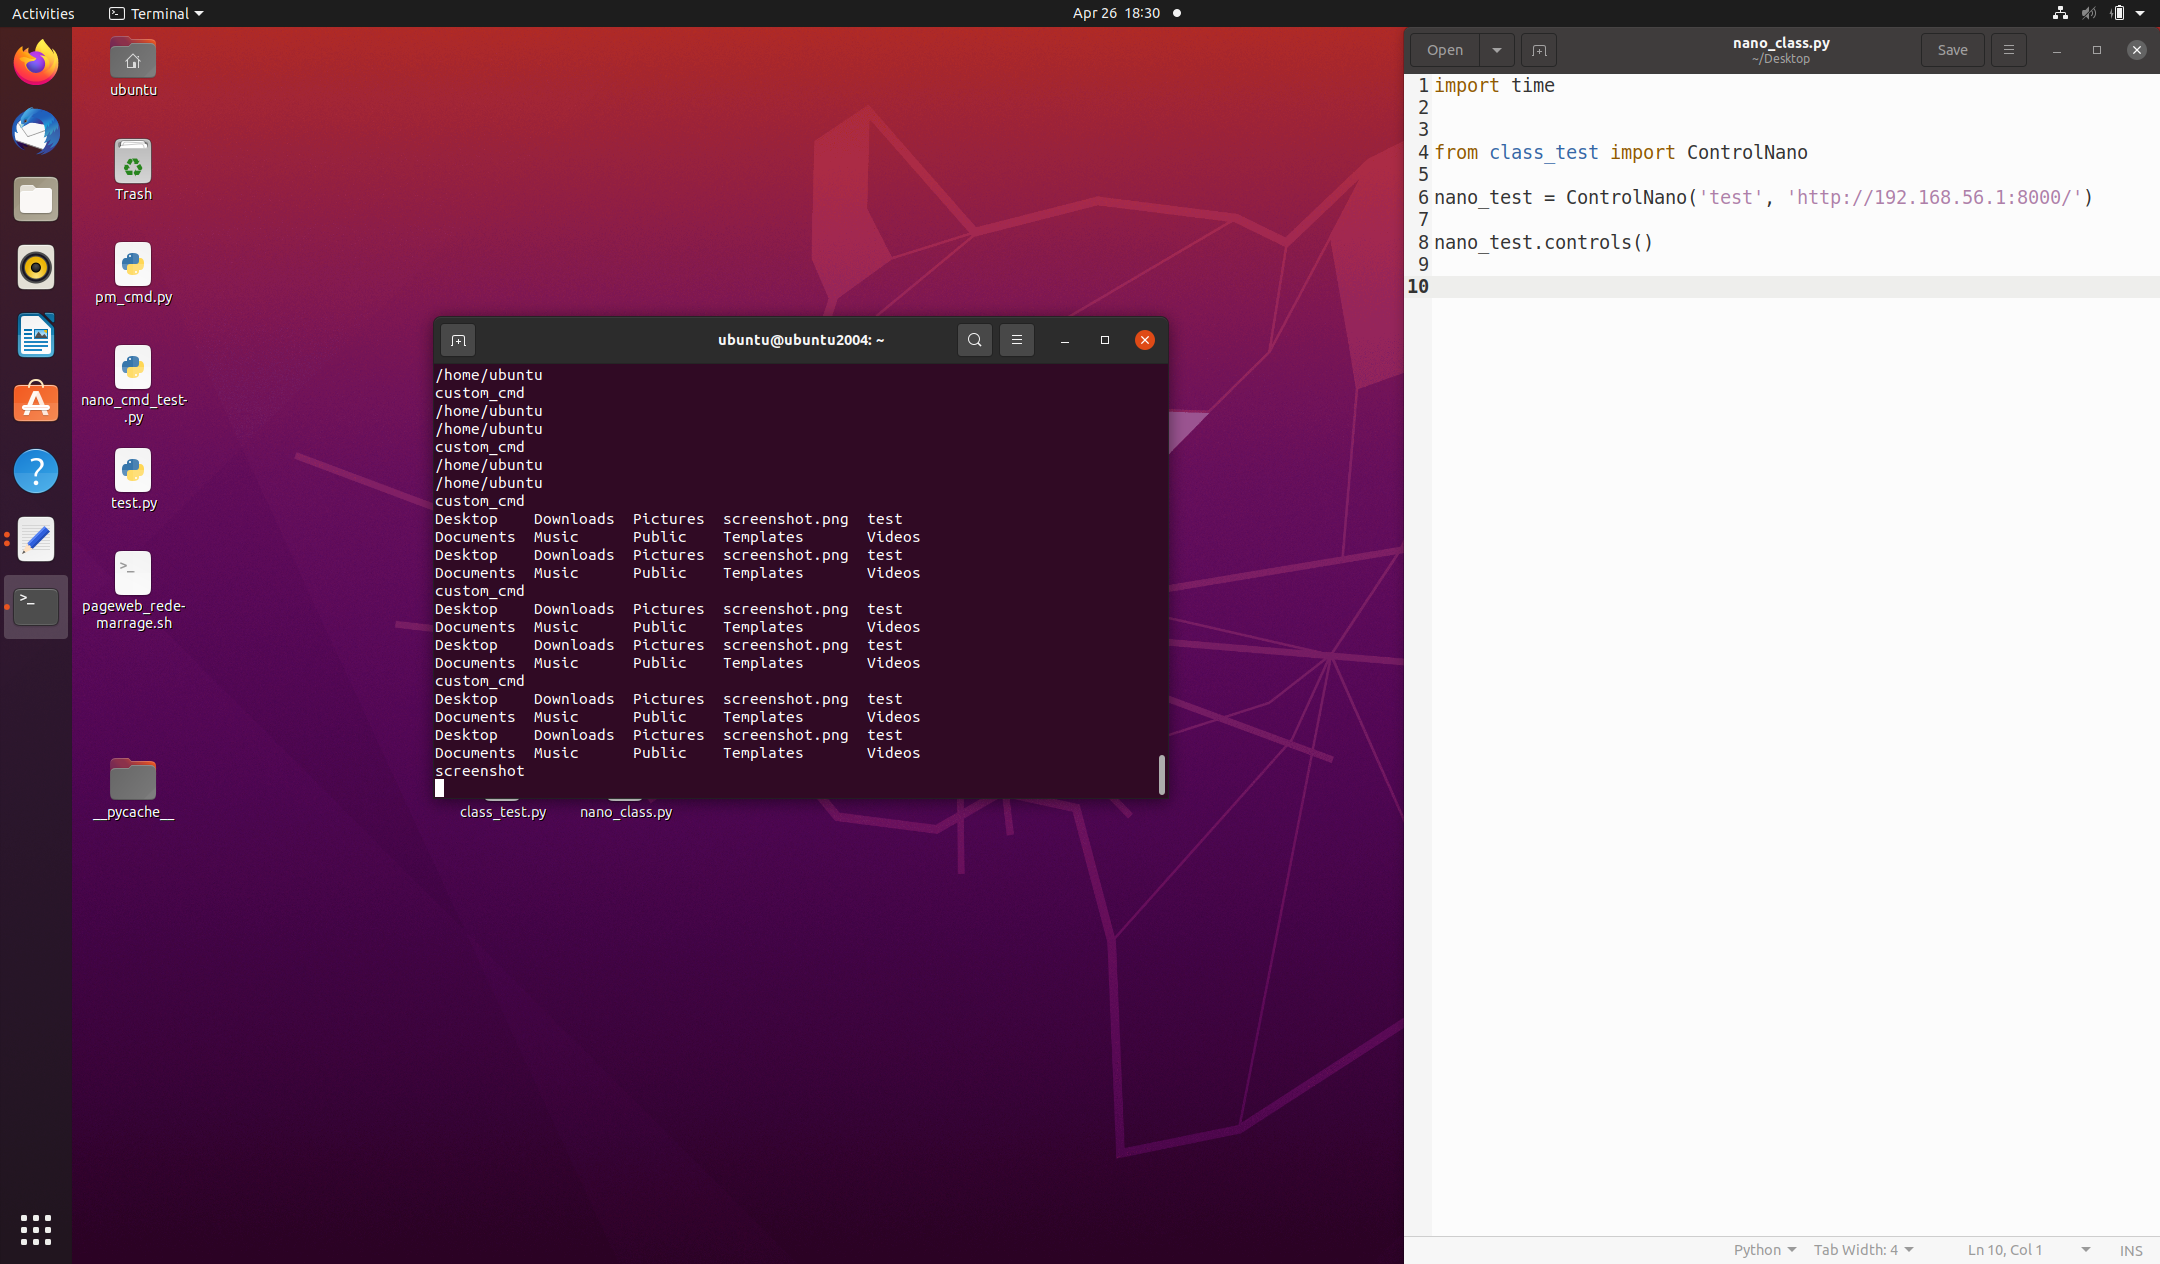 Activities
Terminal
Apr 26 18:30
ubuntu
Trash
pm_cmd.py
nano_cmd_test-
.py
test.py
pageweb_rede-
marrage.sh
__pycache__
class_test.py
nano_class.py
ubuntu@ubuntu2004: ~
/home/ubuntu
custom_cmd
/home/ubuntu
/home/ubuntu
custom_cmd
/home/ubuntu
/home/ubuntu
custom_cmd
Desktop Downloads Pictures screenshot.png test
Documents Music Public Templates Videos
Desktop Downloads Pictures screenshot.png test
Documents Music Public Templates Videos
custom_cmd
Desktop Downloads Pictures screenshot.png test
Documents Music Public Templates Videos
Desktop Downloads Pictures screenshot.png test
Documents Music Public Templates Videos
custom_cmd
Desktop Downloads Pictures screenshot.png test
Documents Music Public Templates Videos
Desktop Downloads Pictures screenshot.png test
Documents Music Public Templates Videos
screenshot
Open
nano_class.py
~/Desktop
Save
1 import time
2
3
4 from class_test import ControlNano
5
6 nano_test = ControlNano('test', 'http://192.168.56.1:8000/')
7
8 nano_test.controls()
9
10
Python Tab Width: 4 Ln 10, Col 1 INS